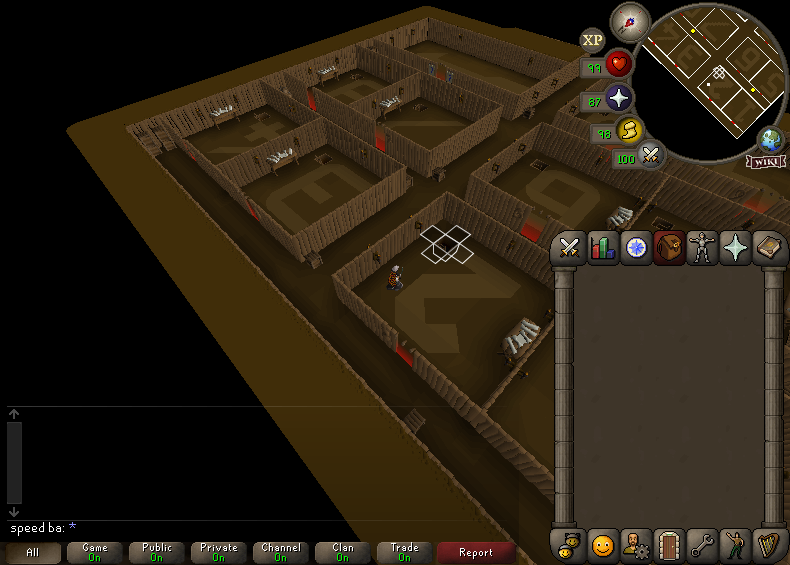 XP
99
87
98
100
WIKI
speed ba: *
All
Game
On
Public
On
Private
On
Channel
On
Clan
On
Trade
On
Report